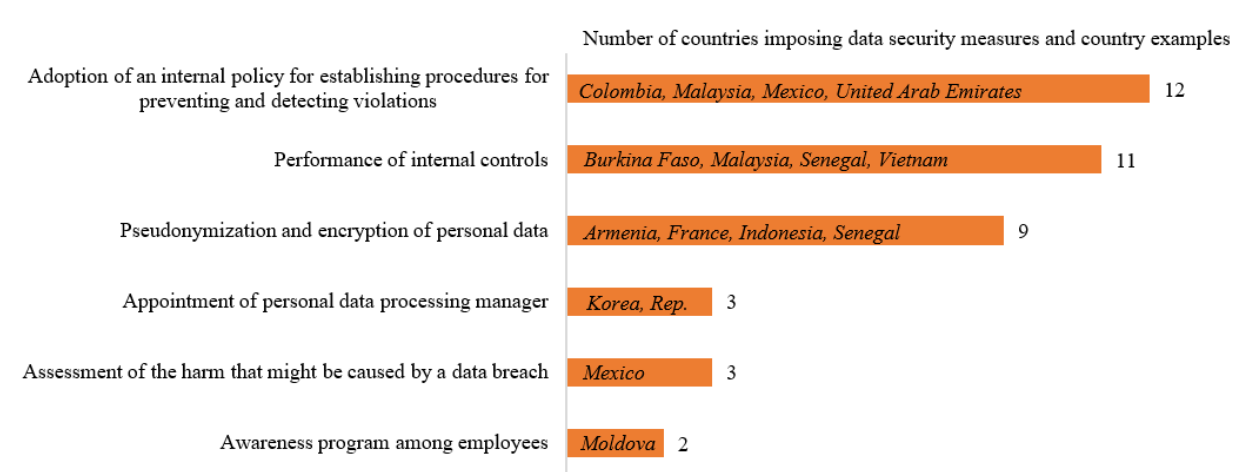 Number of countries imposing data security measures and country examples
Adoption of an internal policy for establishing procedures for
preventing and detecting violations
Colombia, Malaysia, Mexico, United Arab Emirates
12
Performance of internal controls
Burkina Faso, Malaysia, Senegal, Vietnam
11
Pseudonymization and encryption of personal data
Armenia, France, Indonesia, Senegal
9
Appointment of personal data processing manager
Korea, Rep.
3
Assessment of the harm that might be caused by a data breach
Mexico
3
Awareness program among employees
Moldova
2